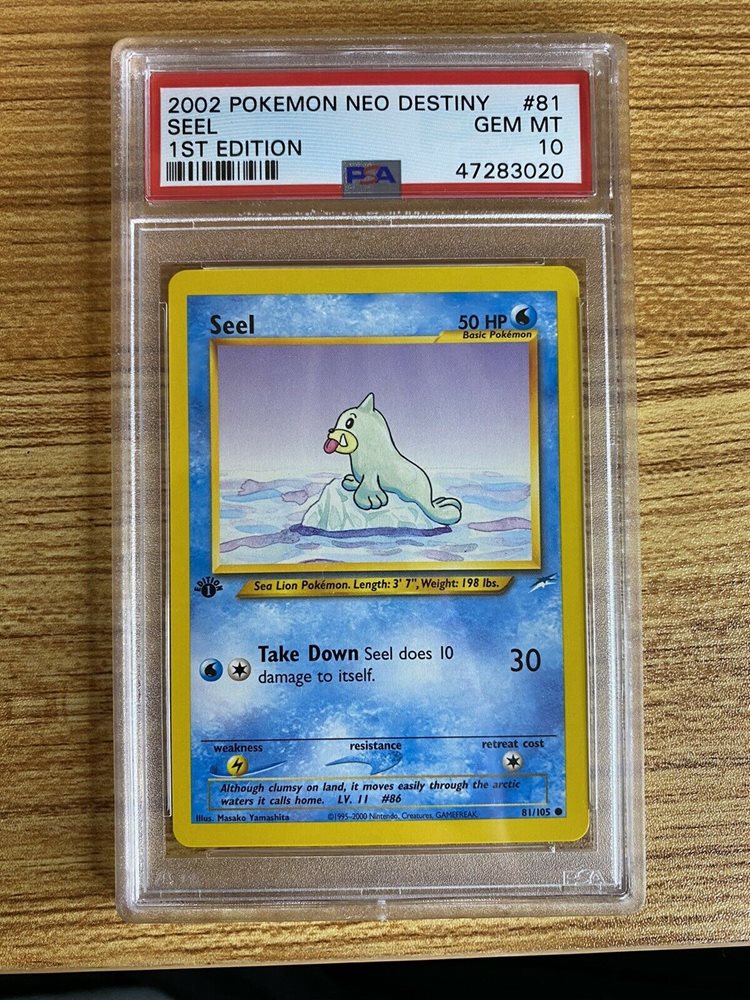 2002 POKEMON NEO DESTINY #81
SEEL GEM MT
1ST EDITION 10
PSA 47283020
Seel 50 HP
Basic Pokémon
Sea Lion Pokémon. Length: 3' 7", Weight: 198 lbs.
EDITION
1
Take Down Seel does 10
damage to itself.
30
weakness resistance retreat cost
Although clumsy on land, it moves easily through the arctic
waters it calls home. LV. 11 #86
Illus. Masako Yamashita ©1995-2000 Nintendo, Creatures, GAMEFREAK. 81/105
PSA